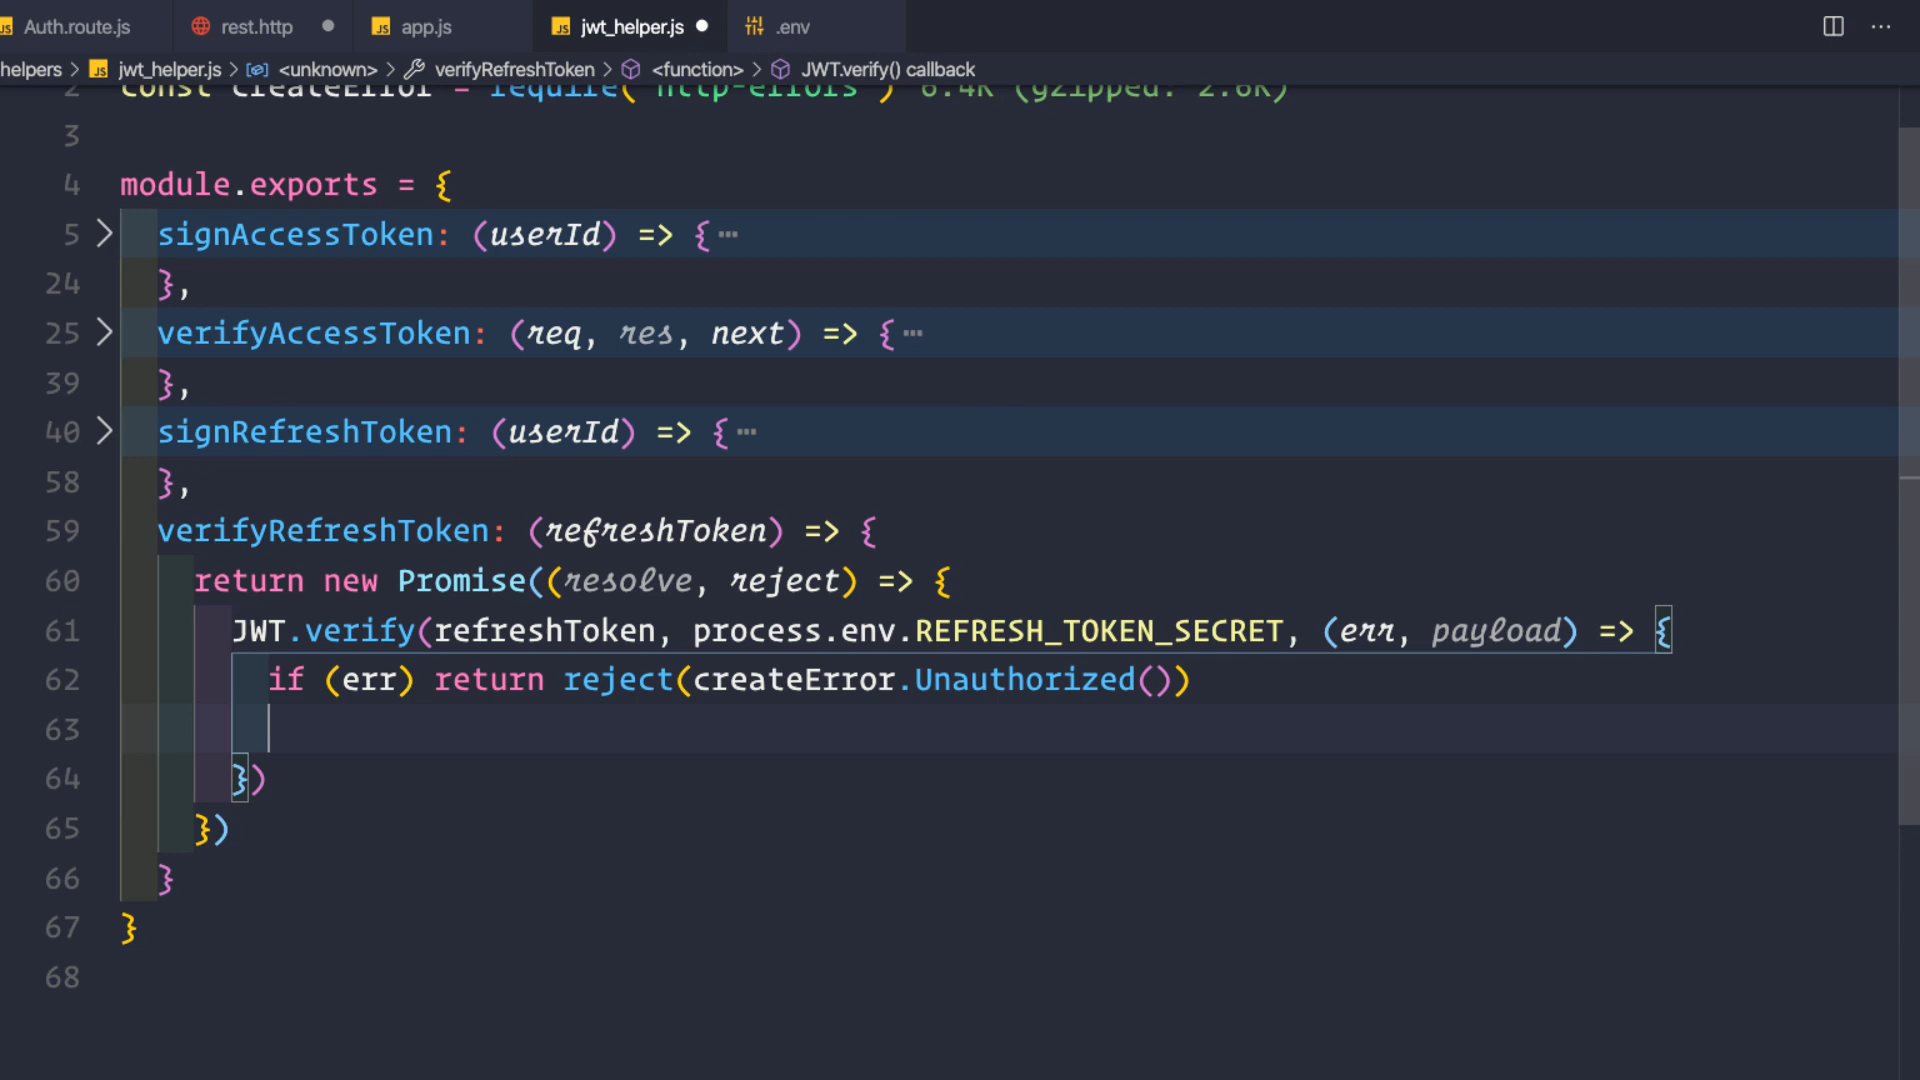 JS Auth.route.js rest.http JS app.js JS jwt_helper.js .env
helpers > JS jwt_helper.js > <unknown> > verifyRefreshToken > <function> > JWT.verify() callback
2 const createError = require('http-errors') 6.4K (gzipped: 2.6K)
3
4 module.exports = {
5 signAccessToken: (userId) => {···
24 },
25 verifyAccessToken: (req, res, next) => {···
39 },
40 signRefreshToken: (userId) => {···
58 },
59 verifyRefreshToken: (refreshToken) => {
60 return new Promise((resolve, reject) => {
61 JWT.verify(refreshToken, process.env.REFRESH_TOKEN_SECRET, (err, payload) => {
62 if (err) return reject(createError.Unauthorized())
63
64 })
65 })
66 }
67 }
68